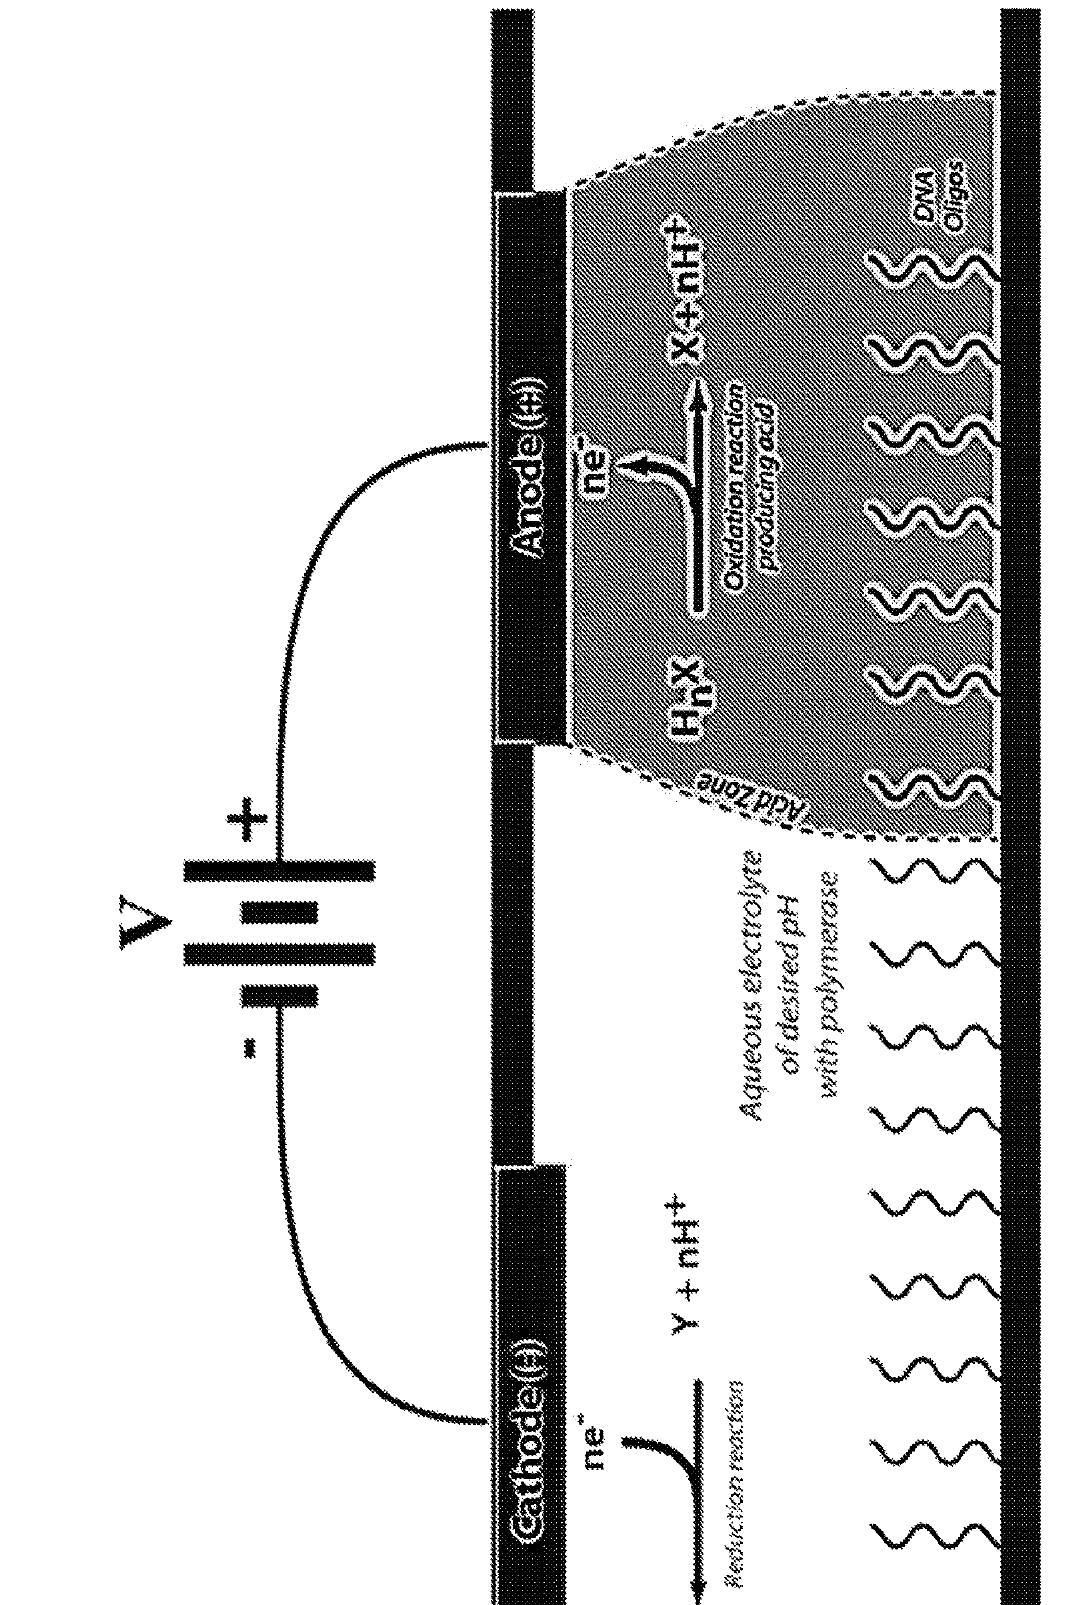 V
-
+
Cathode (-)
Anode (+)
ne⁻
ne⁻
Y + nH⁺
HₙX
X + nH⁺
Reduction reaction
Oxidation reaction
producing acid
Acid Zone
Aqueous electrolyte
of desired pH
with polymerase
DNA
Oligos